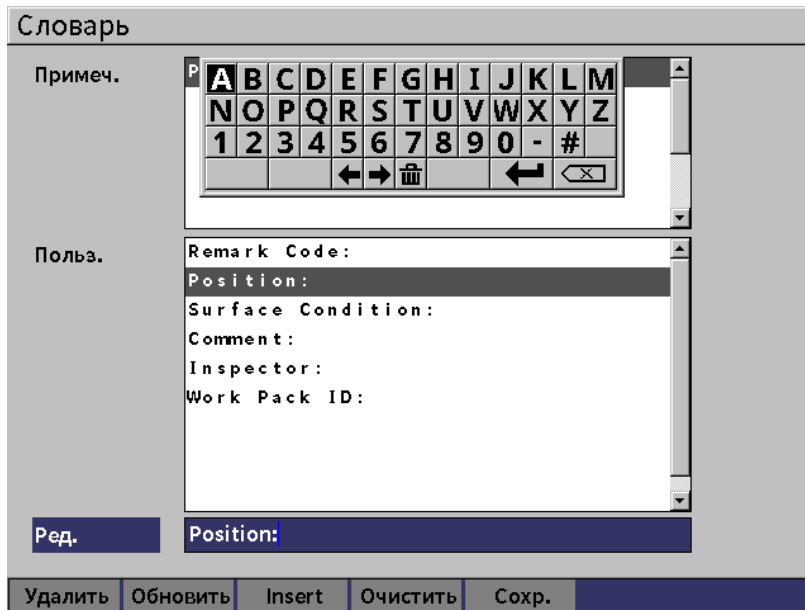 Словарь
Примеч.
P
A B C D E F G H I J K L M
N O P Q R S T U V W X Y Z
1 2 3 4 5 6 7 8 9 0 - #
Польз.
Remark Code:
Position:
Surface Condition:
Comment:
Inspector:
Work Pack ID:
Ред.
Position:
Удалить Обновить Insert Очистить Сохр.